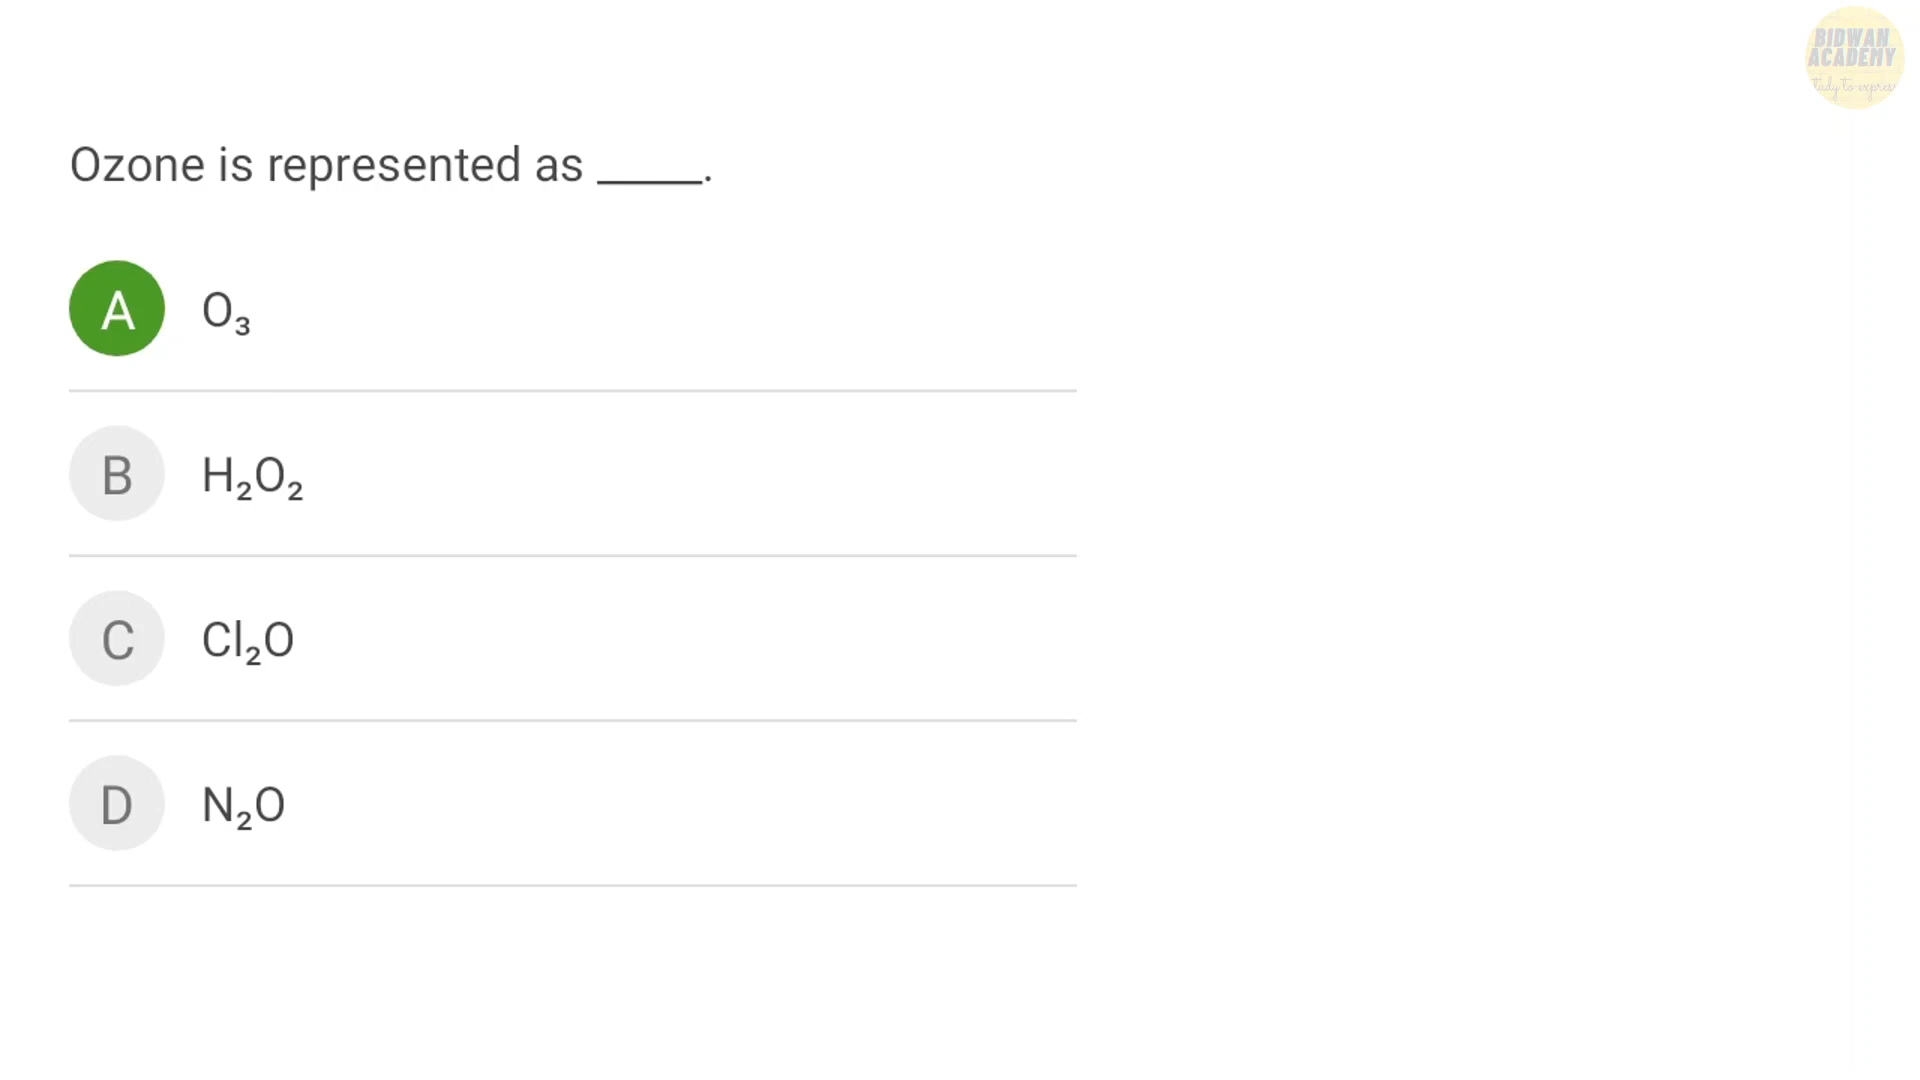 BIDWAN
ACADEMY
Ozone is represented as _____.
A O₃
B H₂O₂
C Cl₂O
D N₂O